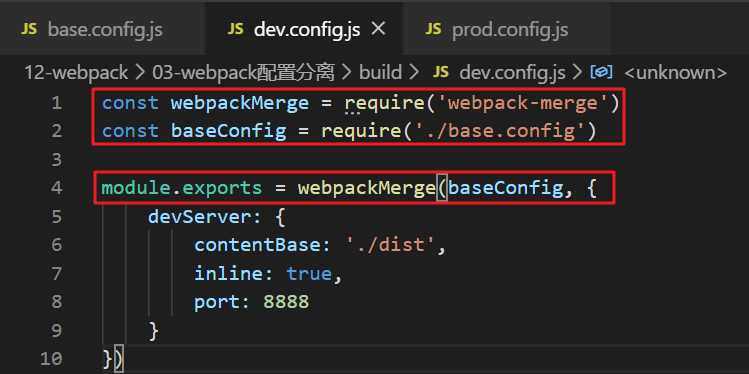 JS base.config.js JS dev.config.js × JS prod.config.js
12-webpack > 03-webpack配置分离 > build > JS dev.config.js > <unknown>
1 const webpackMerge = require('webpack-merge')
2 const baseConfig = require('./base.config')
3
4 module.exports = webpackMerge(baseConfig, {
5 devServer: {
6 contentBase: './dist',
7 inline: true,
8 port: 8888
9 }
10 })